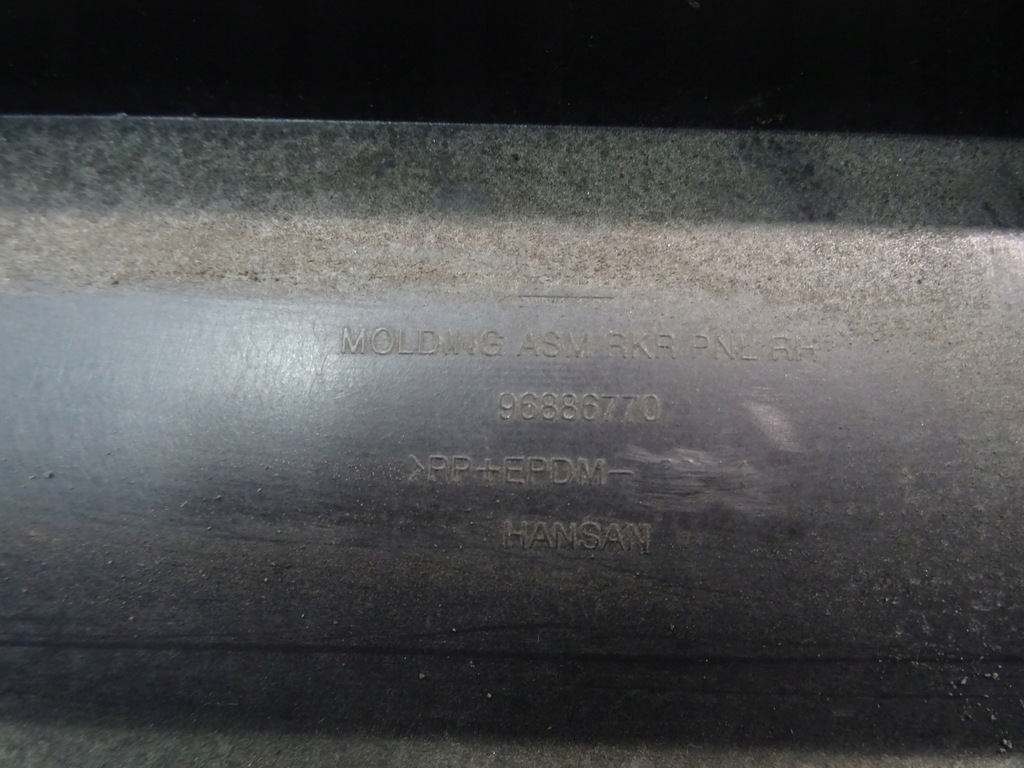 MOLDING ASM RKR PNL RH
96886770
>PP+EPDM-
HANSAN